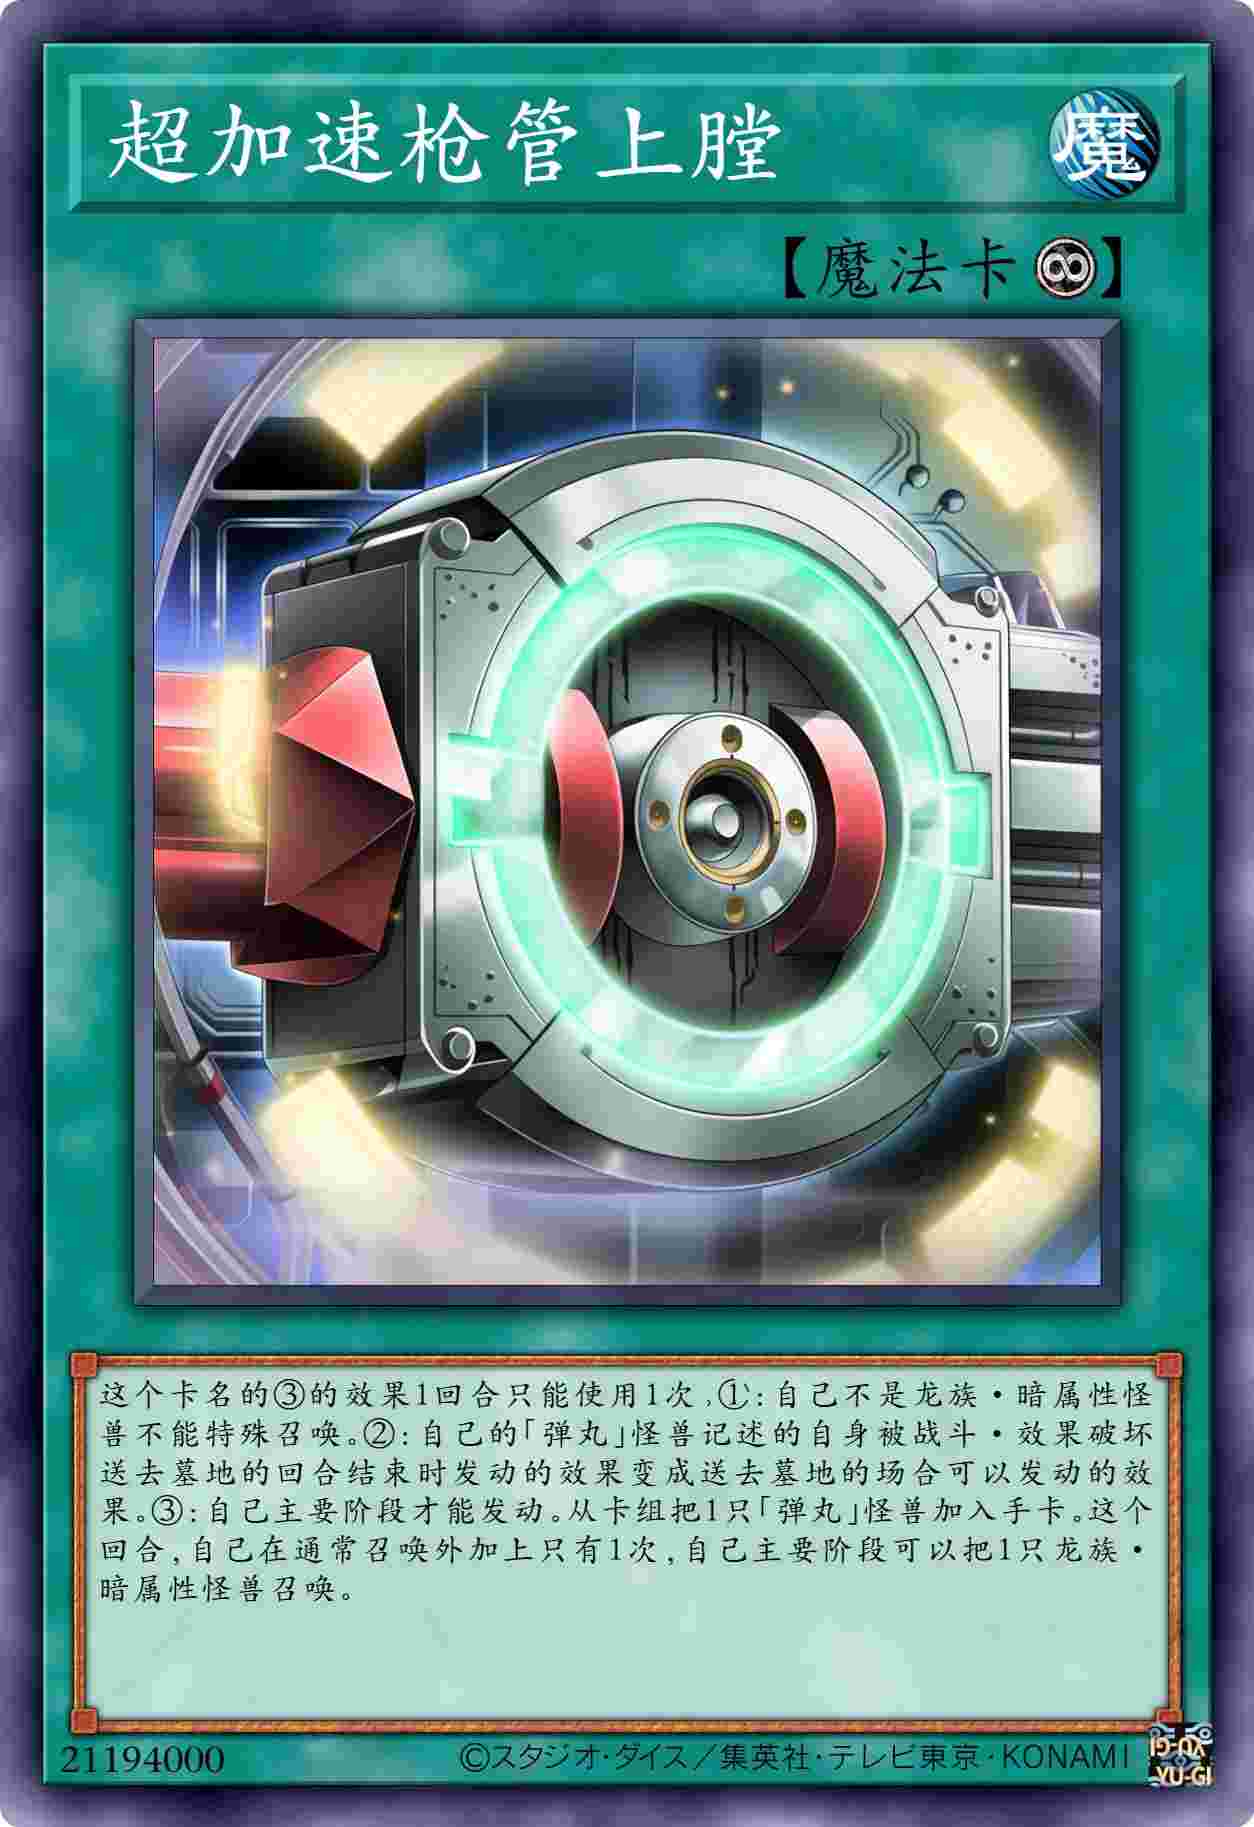 超加速枪管上膛
魔
【魔法卡♾】
这个卡名的③的效果1回合只能使用1次,①:自己不是龙族・暗属性怪
兽不能特殊召唤。②:自己的「弹丸」怪兽记述的自身被战斗・效果破坏
送去墓地的回合结束时发动的效果变成送去墓地的场合可以发动的效
果。③:自己主要阶段才能发动。从卡组把1只「弹丸」怪兽加入手卡。这个
回合,自己在通常召唤外加上只有1次,自己主要阶段可以把1只龙族・
暗属性怪兽召唤。
21194000
©スタジオ・ダイス／集英社・テレビ東京・KONAMI
YU-GI